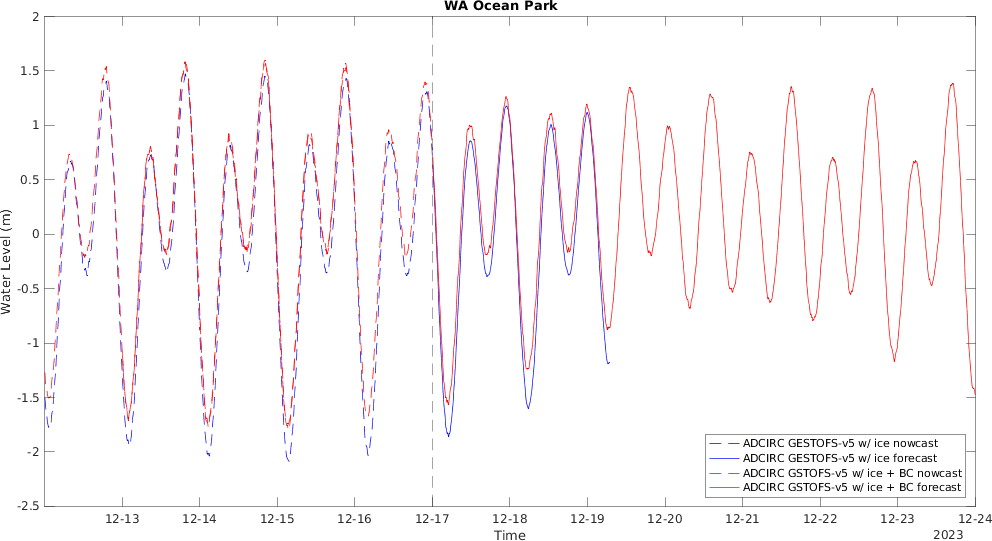 WA Ocean Park
2
1.5
1
0.5
0
-0.5
-1
-1.5
-2
-2.5
Water Level (m)
ADCIRC GESTOFS-v5 w/ ice nowcast
ADCIRC GESTOFS-v5 w/ ice forecast
ADCIRC GSTOFS-v5 w/ ice + BC nowcast
ADCIRC GSTOFS-v5 w/ ice + BC forecast
12-13 12-14 12-15 12-16 12-17 12-18 12-19 12-20 12-21 12-22 12-23 12-24
Time
2023